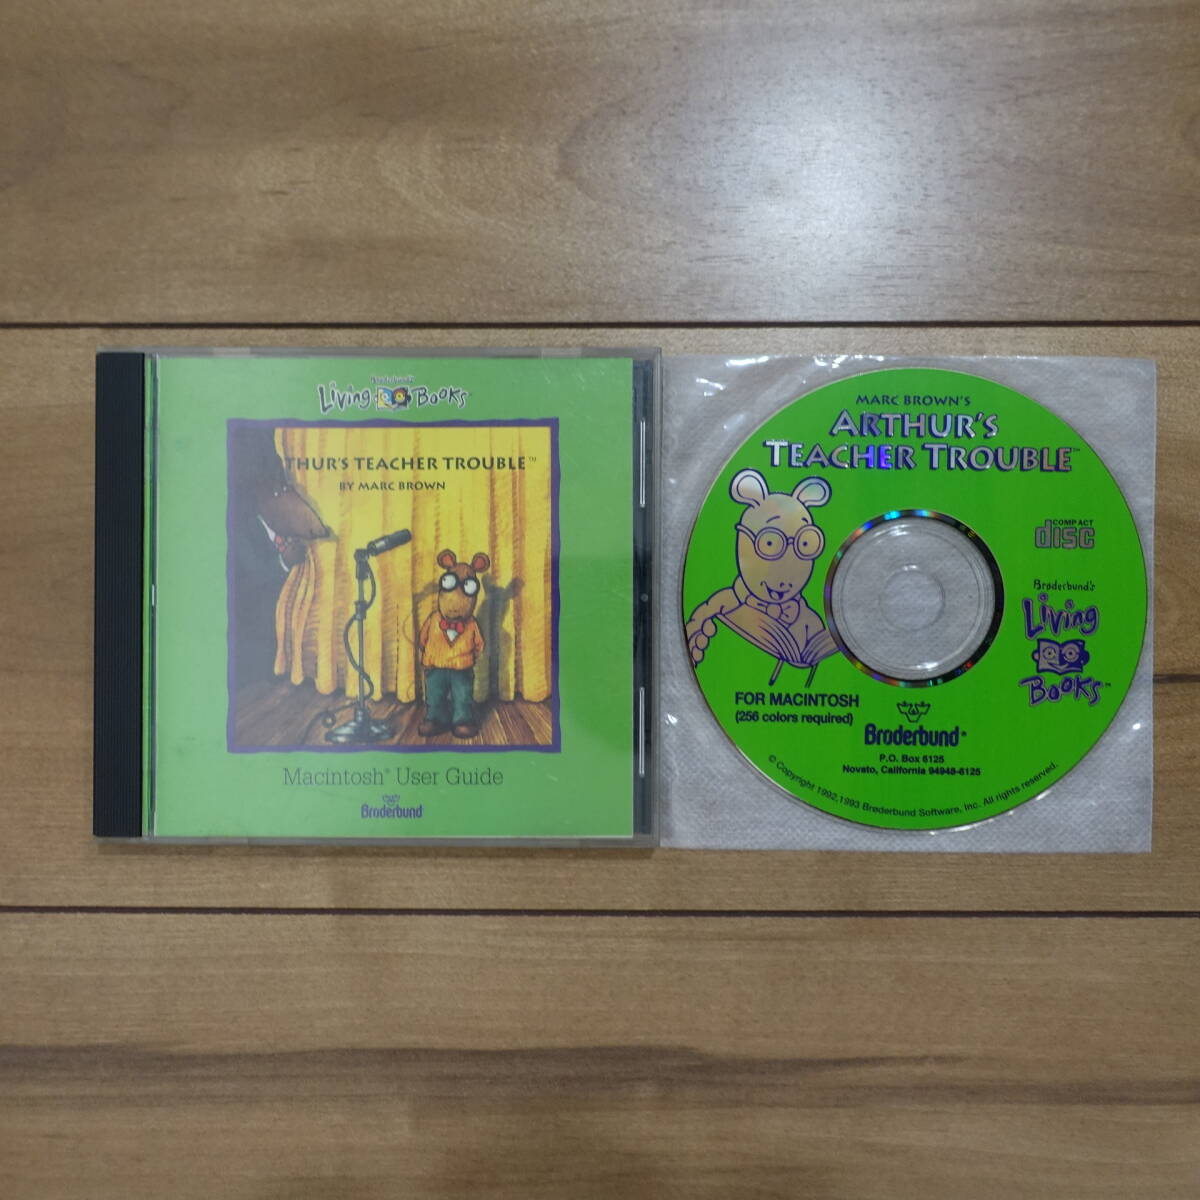 Brøderbund's
Living Books
THUR'S TEACHER TROUBLE™
BY MARC BROWN
Macintosh® User Guide
Brøderbund
MARC BROWN'S
ARTHUR'S
TEACHER TROUBLE™
COMPACT
disc
Brøderbund's
Living
Books™
FOR MACINTOSH
(256 colors required)
Brøderbund®
P.O. Box 6125
Novato, California 94948-6125
© Copyright 1992,1993 Brøderbund Software, Inc. All rights reserved.